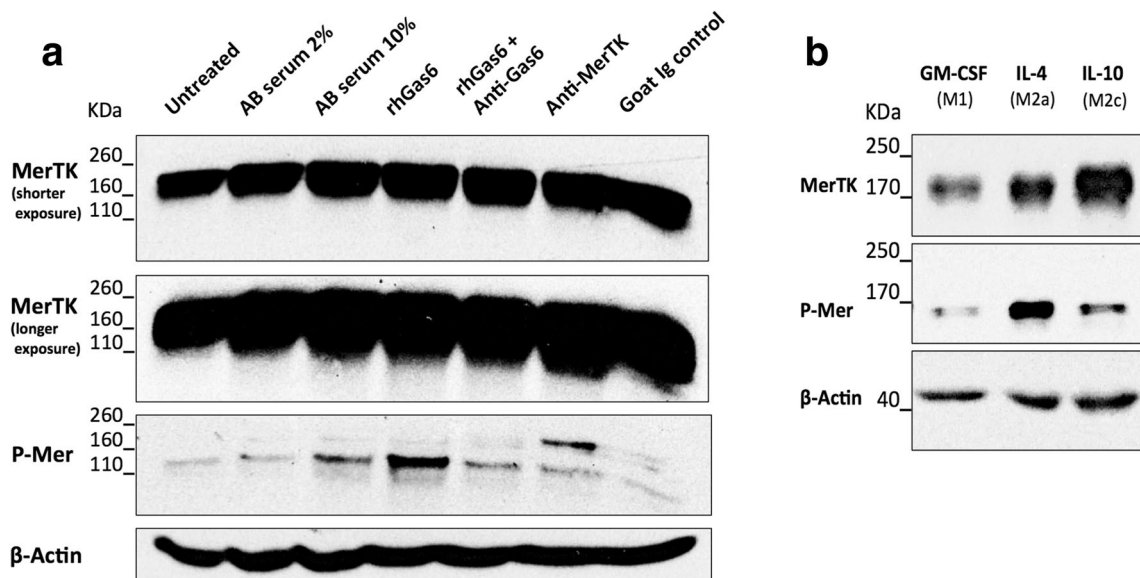 a
KDa
Untreated
AB serum 2%
AB serum 10%
rhGas6
rhGas6 +
Anti-Gas6
Anti-MerTK
Goat Ig control
MerTK
(shorter
exposure)
260
160
110
MerTK
(longer
exposure)
260
160
110
P-Mer
260
160
110
β-Actin
b
KDa
GM-CSF
(M1)
IL-4
(M2a)
IL-10
(M2c)
MerTK
250
170
P-Mer
250
170
β-Actin
40